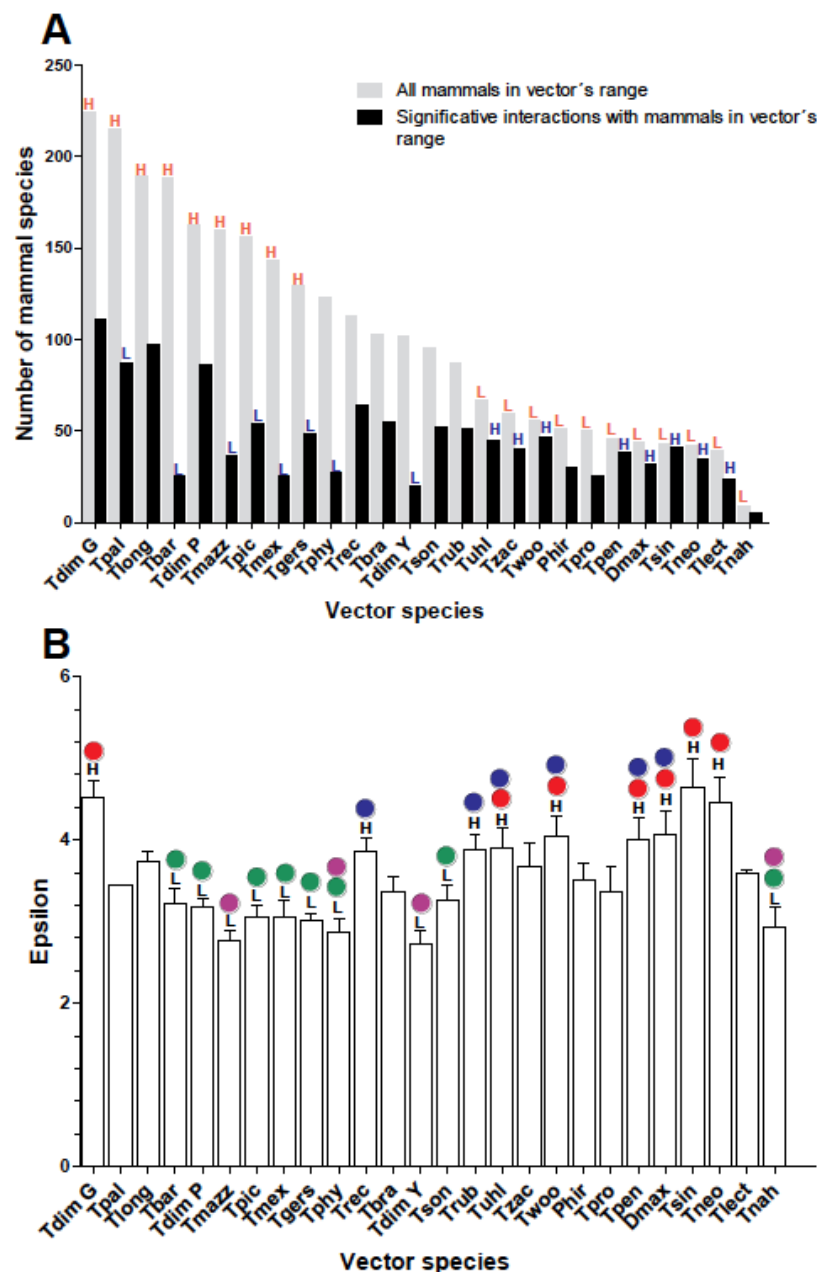 A
250
200
150
100
50
0
Number of mammal species
All mammals in vector´s range
Significative interactions with mammals in vector´s
range
H H H H H H H H H L L L L L L L L L L L
L L L L L L L L H H H H H H H H
Tdim G Tpal Tlong Tbar Tdim P Tmazz Tpic Tmex Tgers Tphy Trec Tbra Tdim Y Tson Trub Tuhl Tzac Twoo Phir Tpro Tpen Dmax Tsin Tneo Tlect Tnah
Vector species
B
6
4
2
0
Epsilon
H L L L L L L L H L L H H H H H H H L
Tdim G Tpal Tlong Tbar Tdim P Tmazz Tpic Tmex Tgers Tphy Trec Tbra Tdim Y Tson Trub Tuhl Tzac Twoo Phir Tpro Tpen Dmax Tsin Tneo Tlect Tnah
Vector species